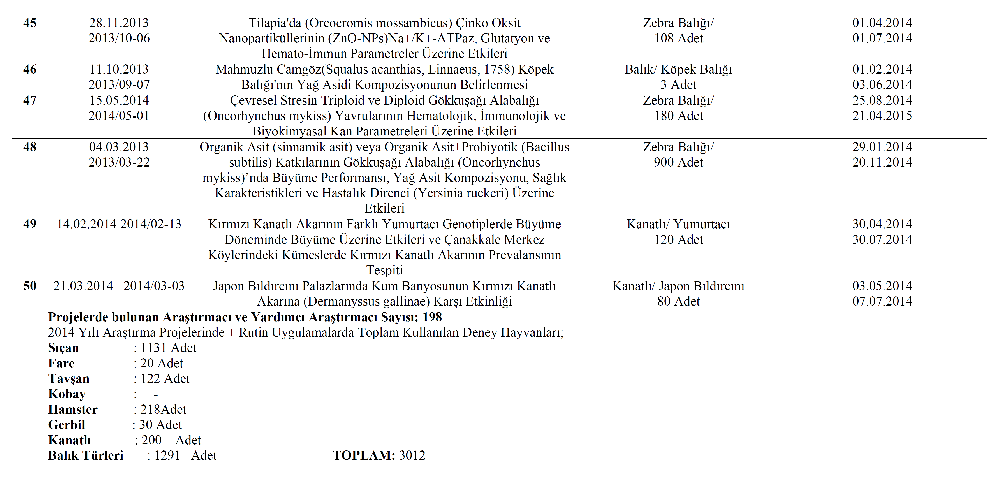 45 28.11.2013 Tilapia'da (Oreocromis mossambicus) Çinko Oksit Zebra Balığı/ 01.04.2014
2013/10-06 Nanopartiküllerinin (ZnO-NPs)Na+/K+-ATPaz, Glutatyon ve 108 Adet 01.07.2014
Hemato-İmmun Parametreler Üzerine Etkileri
46 11.10.2013 Mahmuzlu Camgöz(Squalus acanthias, Linnaeus, 1758) Köpek Balık/ Köpek Balığı 01.02.2014
2013/09-07 Balığı'nın Yağ Asidi Kompozisyonunun Belirlenmesi 3 Adet 03.06.2014
47 15.05.2014 Çevresel Stresin Triploid ve Diploid Gökkuşağı Alabalığı Zebra Balığı/ 25.08.2014
2014/05-01 (Oncorhynchus mykiss) Yavrularının Hematolojik, İmmunolojik ve 180 Adet 21.04.2015
Biyokimyasal Kan Parametreleri Üzerine Etkileri
48 04.03.2013 Organik Asit (sinnamik asit) veya Organik Asit+Probiyotik (Bacillus Zebra Balığı/ 29.01.2014
2013/03-22 subtilis) Katkılarının Gökkuşağı Alabalığı (Oncorhynchus 900 Adet 20.11.2014
mykiss)’nda Büyüme Performansı, Yağ Asit Kompozisyonu, Sağlık
Karakteristikleri ve Hastalık Direnci (Yersinia ruckeri) Üzerine
Etkileri
49 14.02.2014 2014/02-13 Kırmızı Kanatlı Akarının Farklı Yumurtacı Genotiplerde Büyüme Kanatlı/ Yumurtacı 30.04.2014
Döneminde Büyüme Üzerine Etkileri ve Çanakkale Merkez 120 Adet 30.07.2014
Köylerindeki Kümeslerde Kırmızı Kanatlı Akarının Prevalansının
Tespiti
50 21.03.2014 2014/03-03 Japon Bıldırcını Palazlarında Kum Banyosunun Kırmızı Kanatlı Kanatlı/ Japon Bıldırcını 03.05.2014
Akarına (Dermanyssus gallinae) Karşı Etkinliği 80 Adet 07.07.2014
Projelerde bulunan Araştırmacı ve Yardımcı Araştırmacı Sayısı: 198
2014 Yılı Araştırma Projelerinde + Rutin Uygulamalarda Toplam Kullanılan Deney Hayvanları;
Sıçan : 1131 Adet
Fare : 20 Adet
Tavşan : 122 Adet
Kobay : -
Hamster : 218Adet
Gerbil : 30 Adet
Kanatlı : 200 Adet
Balık Türleri : 1291 Adet TOPLAM: 3012